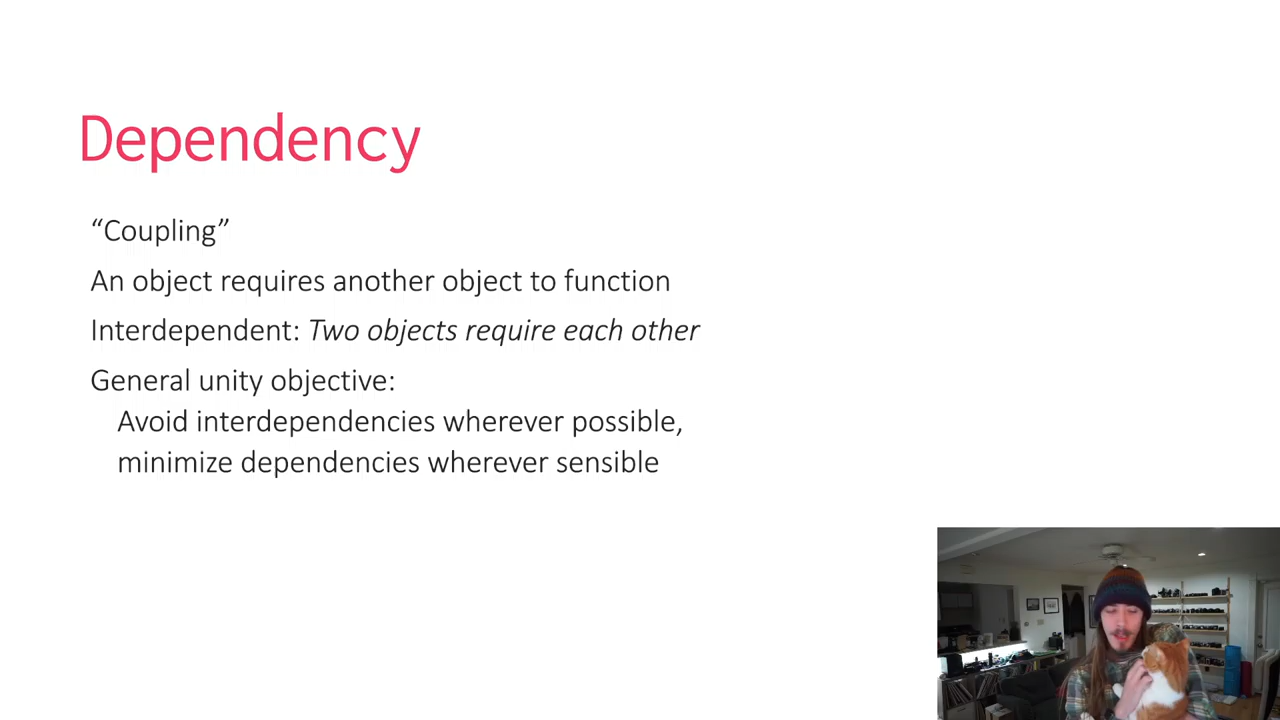 Dependency
“Coupling”
An object requires another object to function
Interdependent: Two objects require each other
General unity objective:
Avoid interdependencies wherever possible,
minimize dependencies wherever sensible